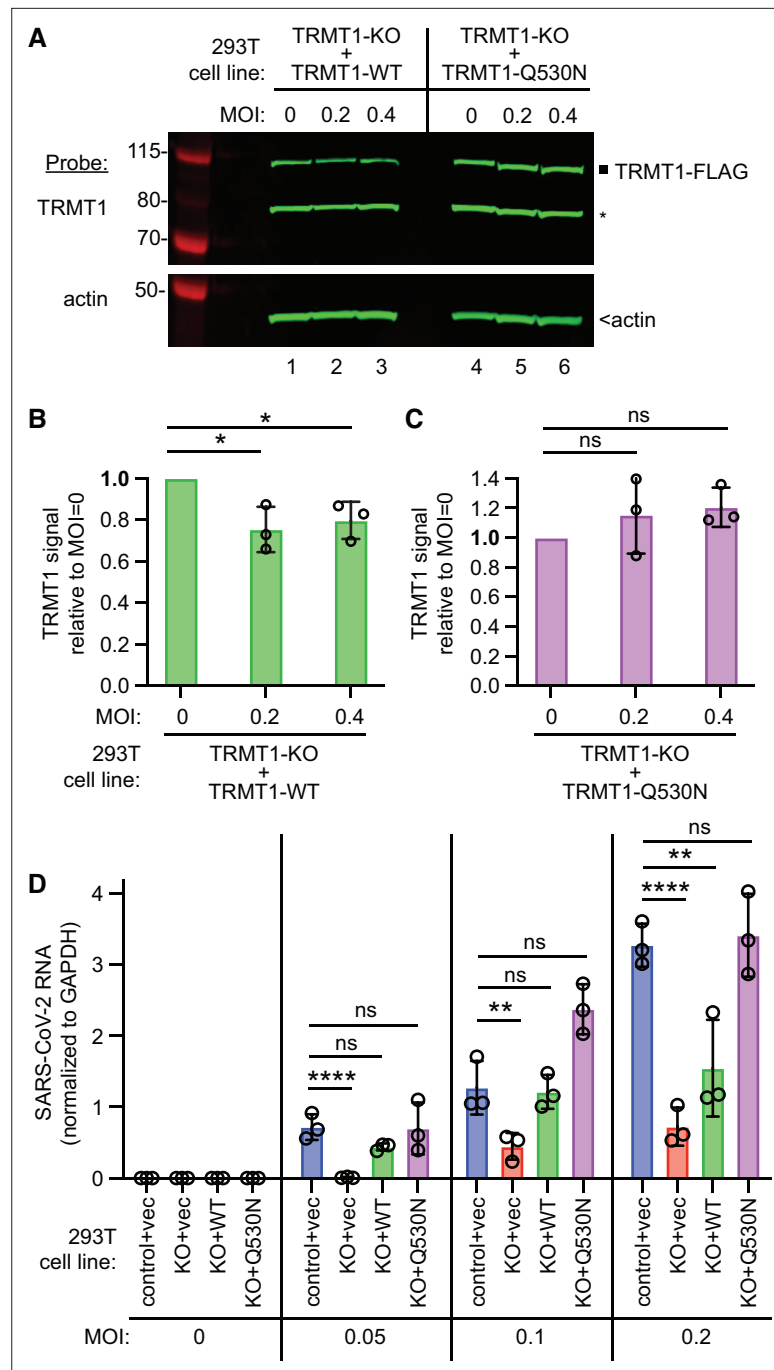 A
293T
cell line:
TRMT1-KO
+
TRMT1-WT
TRMT1-KO
+
TRMT1-Q530N
MOI: 0 0.2 0.4 0 0.2 0.4
Probe:
TRMT1
115-
80-
70-
■ TRMT1-FLAG
*
actin
50-
<actin
1 2 3 4 5 6
B
*
*
TRMT1 signal
relative to MOI=0
1.0
0.8
0.6
0.4
0.2
0.0
MOI: 0 0.2 0.4
293T
cell line:
TRMT1-KO
+
TRMT1-WT
C
ns
ns
TRMT1 signal
relative to MOI=0
1.4
1.2
1.0
0.8
0.6
0.4
0.2
0.0
0 0.2 0.4
TRMT1-KO
+
TRMT1-Q530N
D
SARS-CoV-2 RNA
(normalized to GAPDH)
4
3
2
1
0
ns
ns
****
ns
ns
**
ns
**
****
293T
cell line:
control+vec
KO+vec
KO+WT
KO+Q530N
control+vec
KO+vec
KO+WT
KO+Q530N
control+vec
KO+vec
KO+WT
KO+Q530N
control+vec
KO+vec
KO+WT
KO+Q530N
MOI: 0 0.05 0.1 0.2